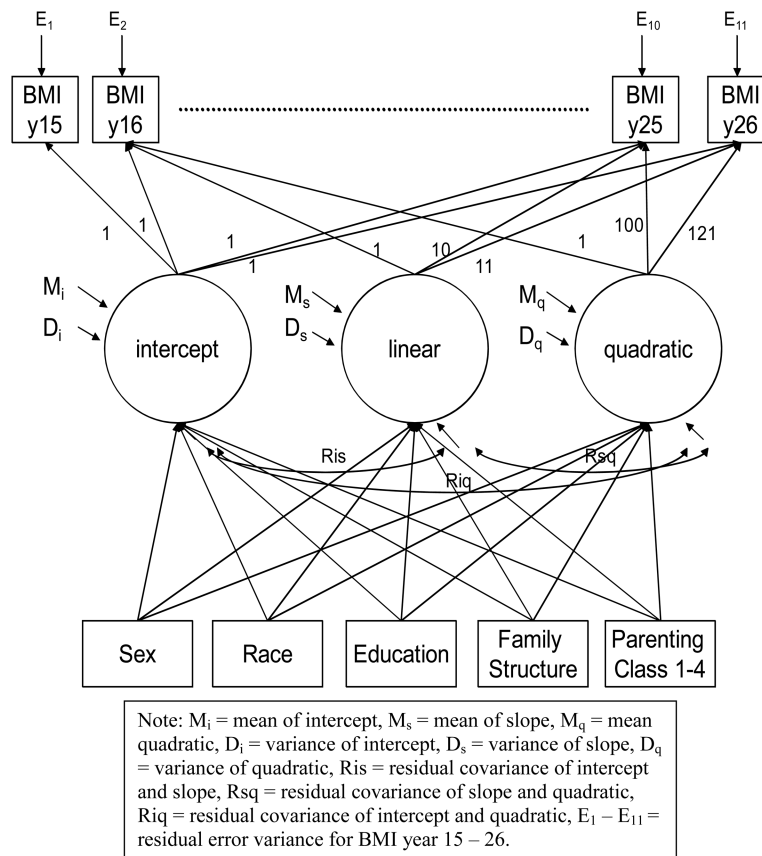 E1 E2 E10 E11
BMI y15
BMI y16
BMI y25
BMI y26
1 1 1 1 1 10 11 1 100 121
Mi
Di
Ms
Ds
Mq
Dq
intercept linear quadratic
Ris Riq Rsq
Sex
Race
Education
Family Structure
Parenting Class 1-4
Note: Mi = mean of intercept, Ms = mean of slope, Mq = mean
quadratic, Di = variance of intercept, Ds = variance of slope, Dq
= variance of quadratic, Ris = residual covariance of intercept
and slope, Rsq = residual covariance of slope and quadratic,
Riq = residual covariance of intercept and quadratic, E1 – E11 =
residual error variance for BMI year 15 – 26.